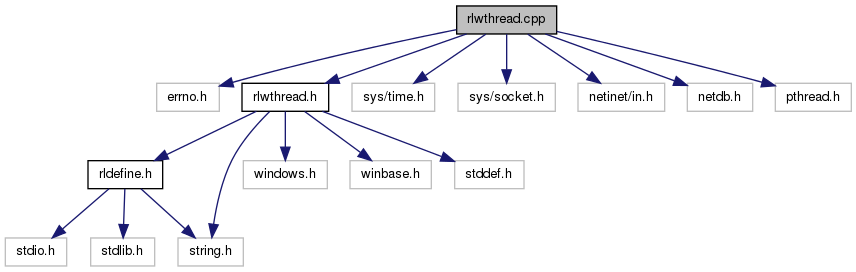 rlwthread.cpp
errno.h
rlwthread.h
sys/time.h
sys/socket.h
netinet/in.h
netdb.h
pthread.h
rldefine.h
windows.h
winbase.h
stddef.h
stdio.h
stdlib.h
string.h